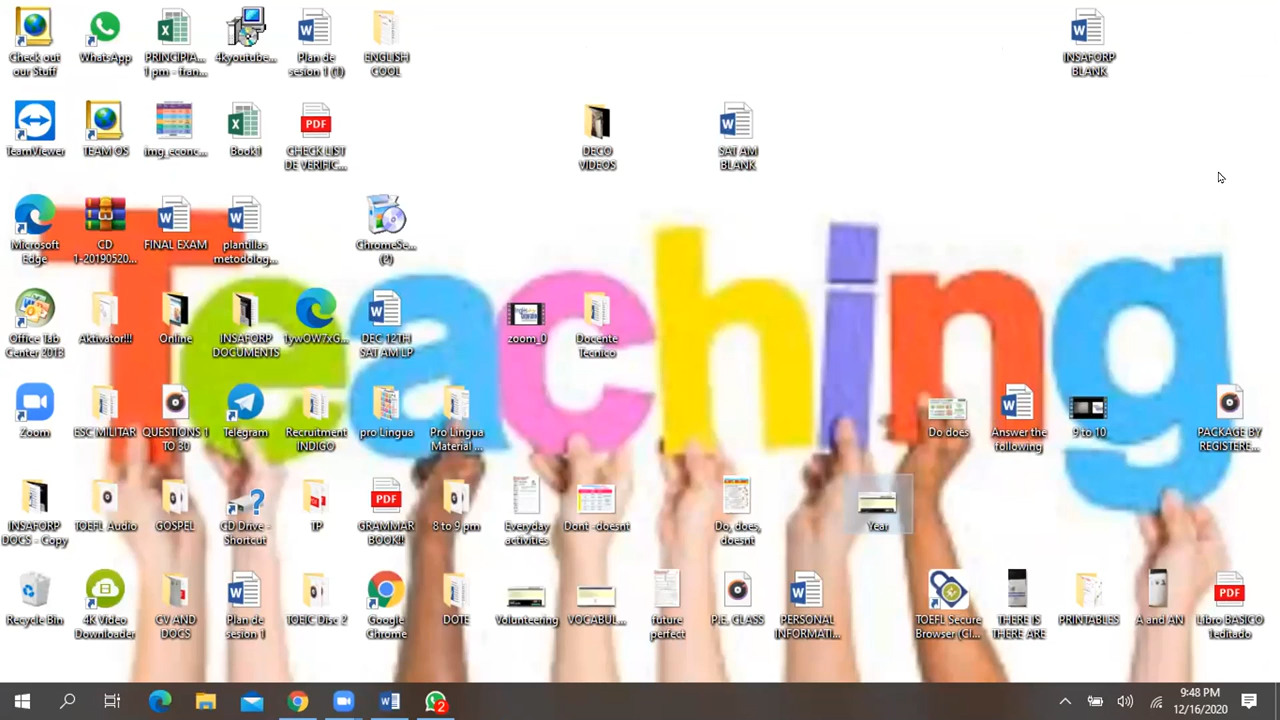 Check out
our Stuff
WhatsApp
PRINCIPIA...
1 pm - fran...
4kyoutube...
Plan de
sesion 1 (1)
ENGLISH
COOL
INSAFORP
BLANK
TeamViewer
TEAM OS
img_econc...
Book1
CHECK LIST
DE VERIFIC...
DECO
VIDEOS
SAT AM
BLANK
Microsoft
Edge
CD
1-20190520...
FINAL EXAM
plantillas
metodolog...
ChromeSe...
(2)
Teaching
Office Tab
Center 2013
Aktivator!!!
Online
INSAFORP
DOCUMENTS
1ywOW7xG...
DEC 12TH
SAT AM LP
zoom_0
Docente
Tecnico
Zoom
ESC MILITAR
QUESTIONS 1
TO 30
Telegram
Recruitment
INDIGO
pro Lingua
Pro Lingua
Material ...
Do does
Answer the
following
9 to 10
PACKAGE BY
REGISTERE...
INSAFORP
DOCS - Copy
TOEFL Audio
GOSPEL
CD Drive -
Shortcut
TP
PDF
GRAMMAR
BOOK!!
8 to 9 pm
Everyday
activities
Dont -doesnt
Do, does,
doesnt
Year
Recycle Bin
4K Video
Downloader
CV AND
DOCS
Plan de
sesion 1
TOEIC Disc 2
Google
Chrome
DOTE
Volunteering
VOCABUL...
future
perfect
P.E. CLASS
PERSONAL
INFORMATI...
TOEFL Secure
Browser (Cl...
THERE IS
THERE ARE
PRINTABLES
A and AN
PDF
Libro BASICO
1editado
2
9:48 PM
12/16/2020